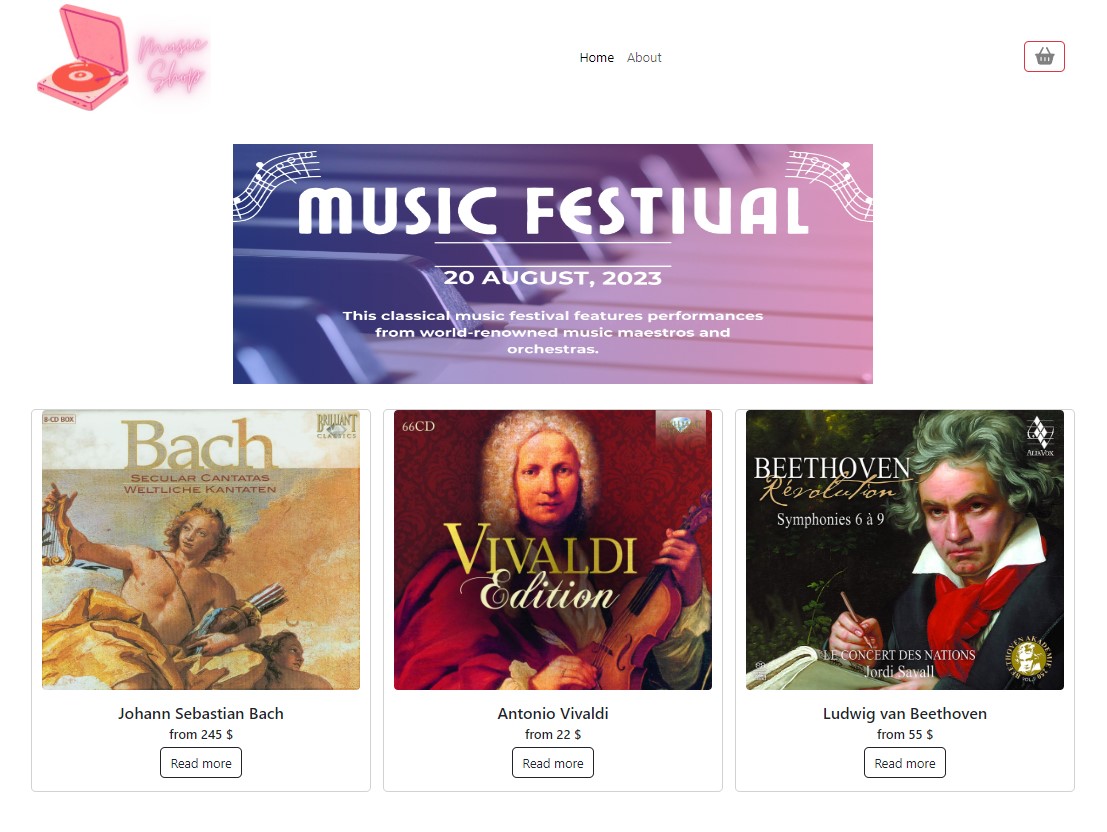 Music
Shop
Home
About
MUSIC FESTIVAL
20 AUGUST, 2023
This classical music festival features performances
from world-renowned music maestros and
orchestras.
8-CD BOX
BRILLIANT
CLASSICS
Bach
SECULAR CANTATAS
WELTLICHE KANTATEN
Johann Sebastian Bach
from 245 $
Read more
66CD
VIVALDI
Edition
Antonio Vivaldi
from 22 $
Read more
ALIAVOX
BEETHOVEN
Révolution
Symphonies 6 à 9
LE CONCERT DES NATIONS
Jordi Savall
Ludwig van Beethoven
from 55 $
Read more